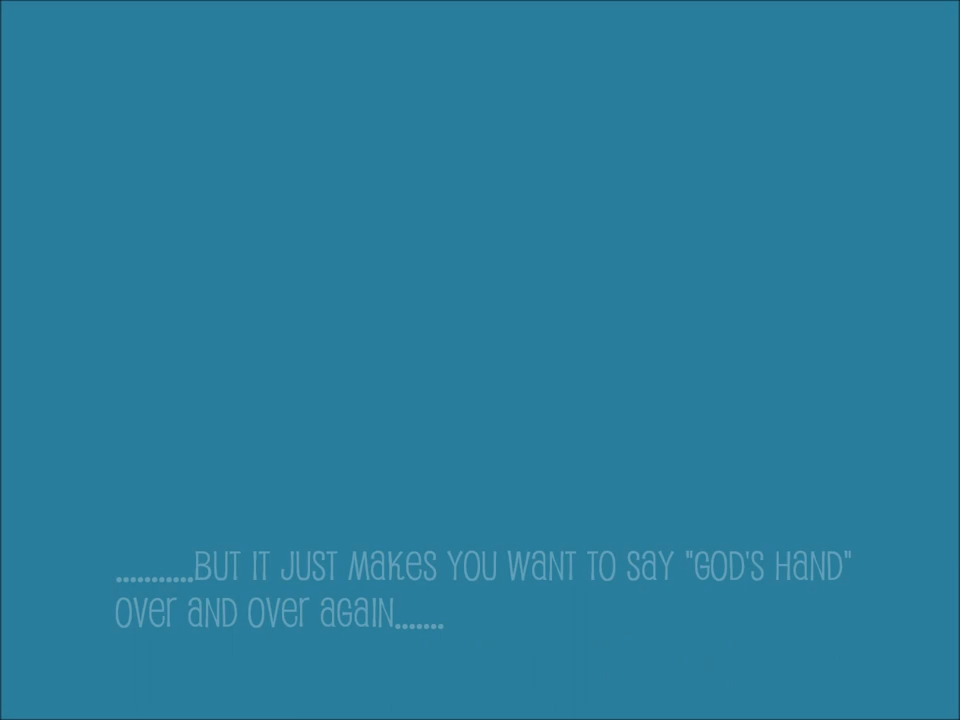 ...........BUT IT JUST MAKES YOU WANT TO SAY "GOD'S HAND"
OVER AND OVER AGAIN.......